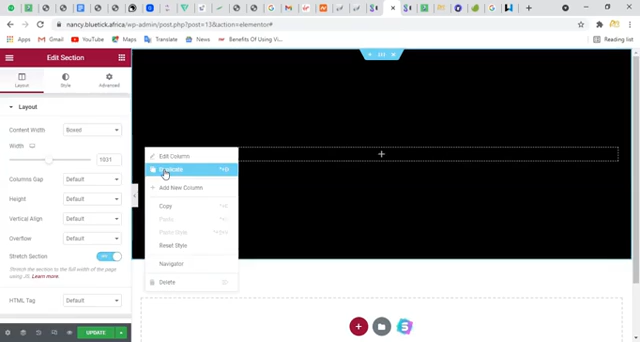 nancy.bluetick.africa/wp-admin/post.php?post=13&action=elementor#
Apps
Gmail
YouTube
Maps
Translate
News
Benefits Of Using Vi...
Reading list
Edit Section
Layout
Style
Advanced
Layout
Content Width
Boxed
Width
1031
Columns Gap
Default
Height
Default
Vertical Align
Default
Overflow
Default
Stretch Section
Stretch the section to the full width of the page
using JS. Learn more.
HTML Tag
Default
UPDATE
Edit Column
Duplicate
Add New Column
Copy
Paste
Paste Style
Reset Style
Navigator
Delete